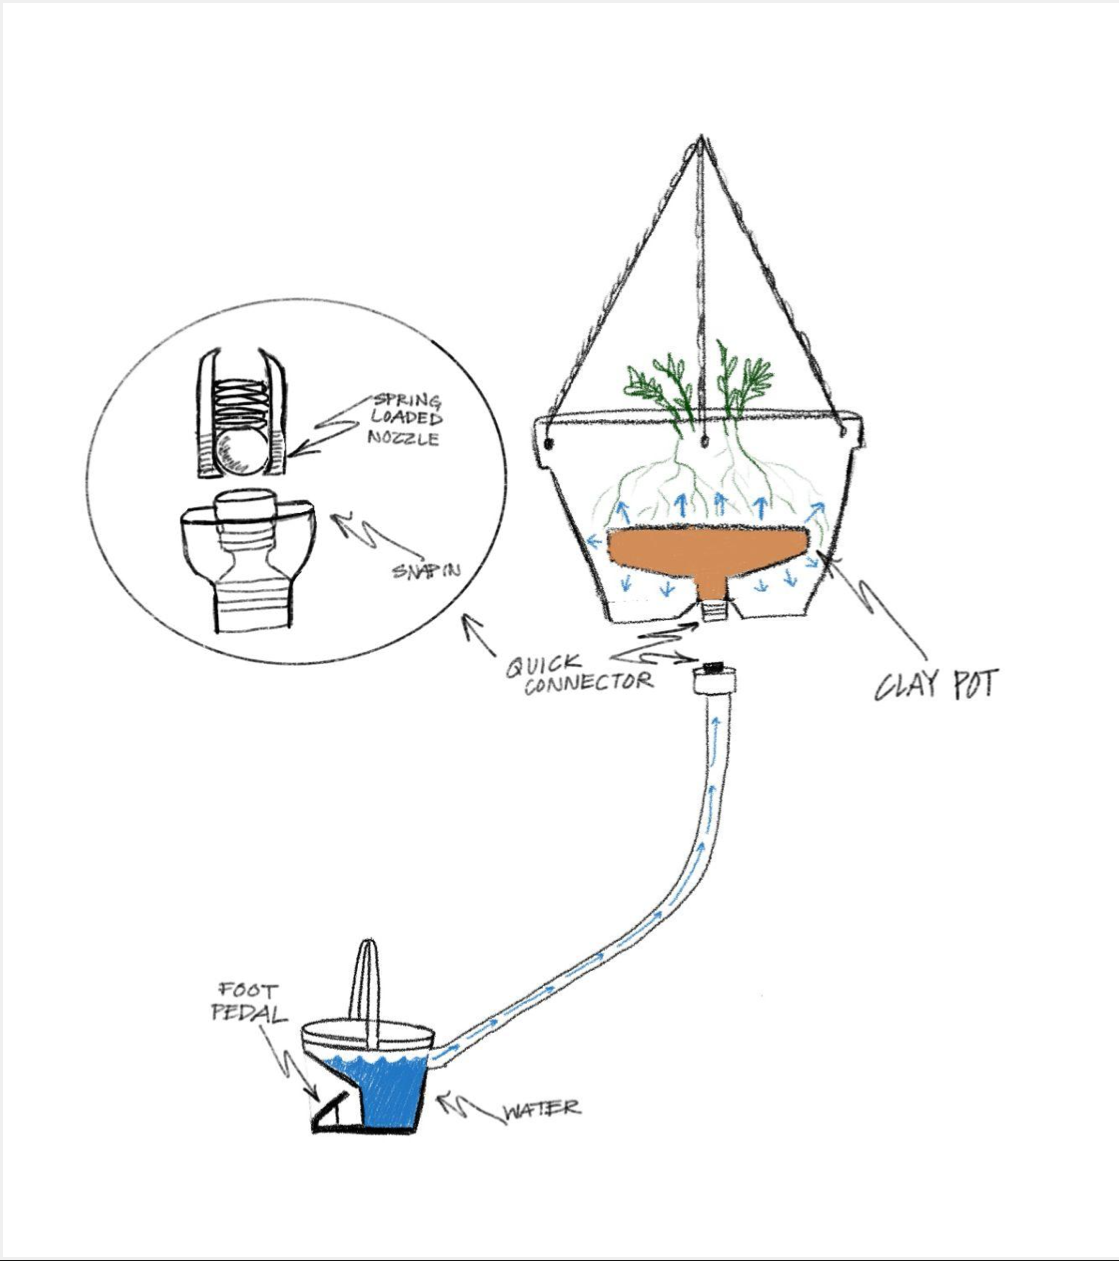 SPRING
LOADED
NOZZLE
SNAP IN
QUICK
CONNECTOR
CLAY POT
FOOT
PEDAL
WATER